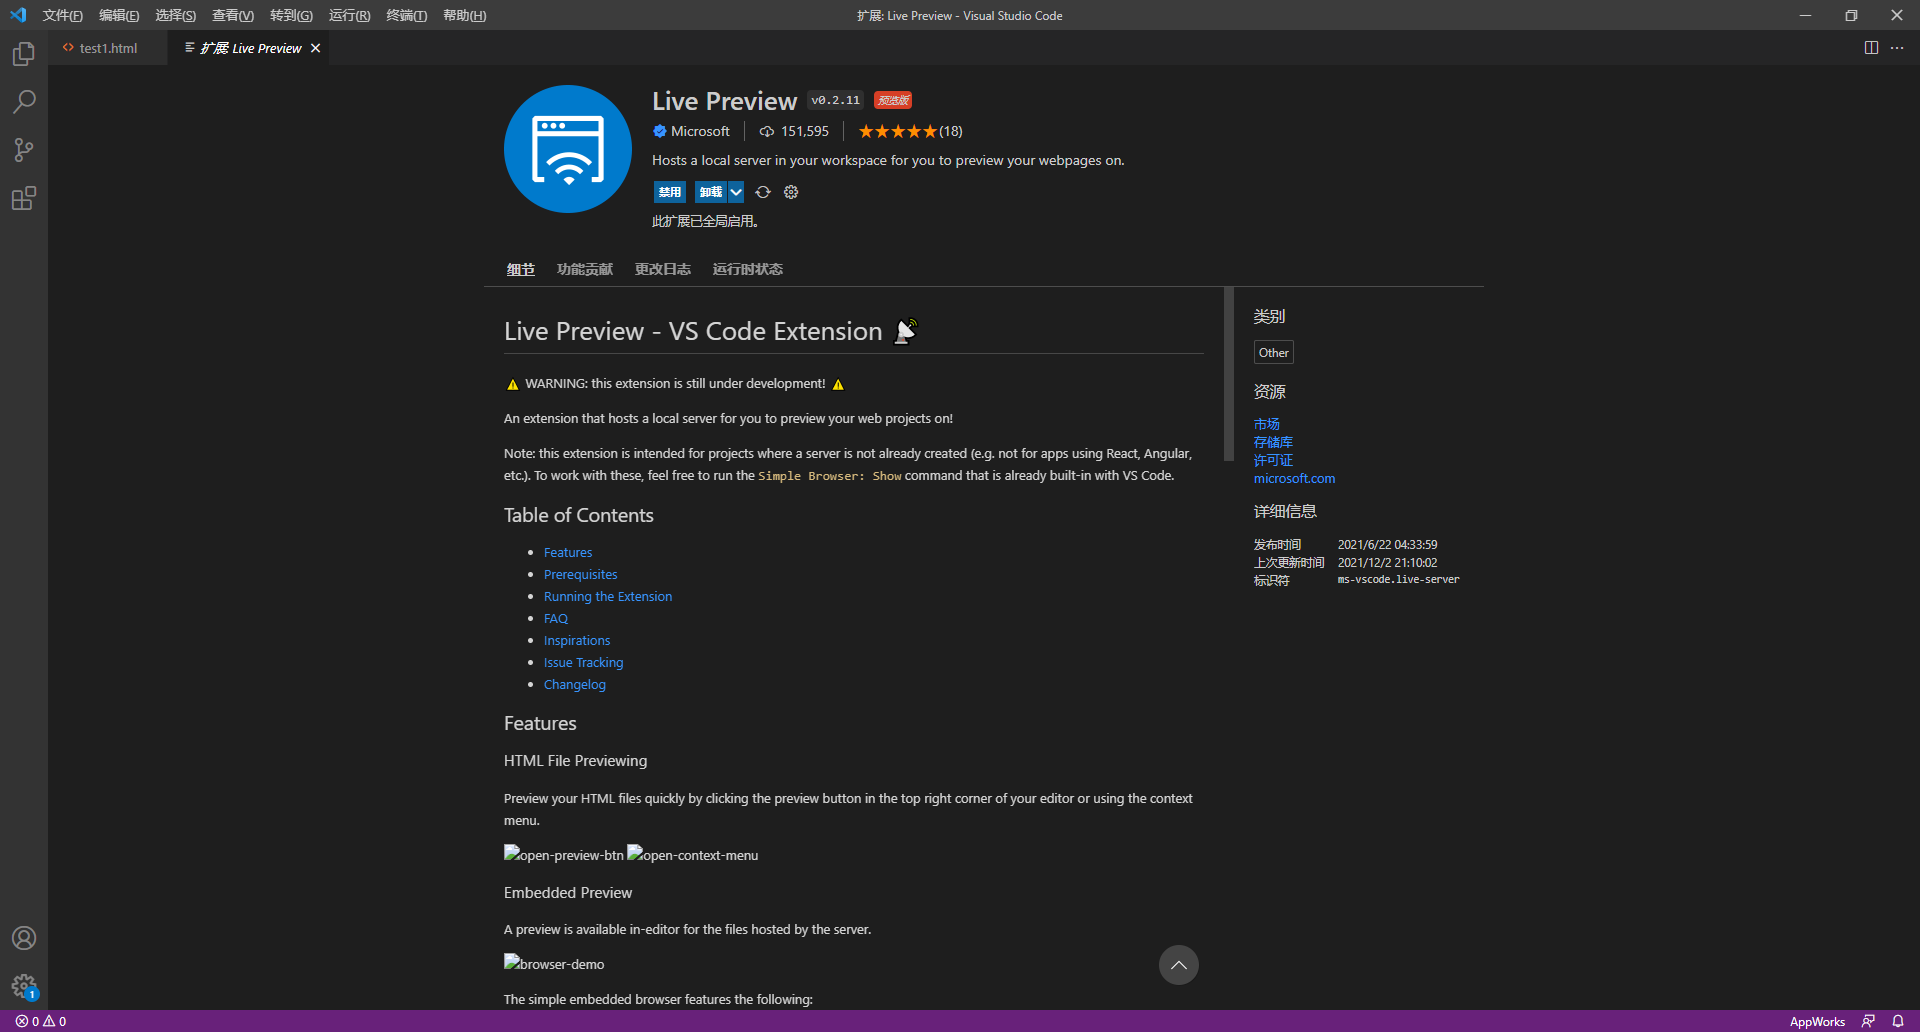 文件(F) 编辑(E) 选择(S) 查看(V) 转到(G) 运行(R) 终端(T) 帮助(H) 扩展: Live Preview - Visual Studio Code
test1.html 扩展: Live Preview
Live Preview v0.2.11 预览版
Microsoft 151,595 (18)
Hosts a local server in your workspace for you to preview your webpages on.
禁用 卸载
此扩展已全局启用。
细节 功能贡献 更改日志 运行时状态
Live Preview - VS Code Extension
WARNING: this extension is still under development!
An extension that hosts a local server for you to preview your web projects on!
Note: this extension is intended for projects where a server is not already created (e.g. not for apps using React, Angular,
etc.). To work with these, feel free to run the Simple Browser: Show command that is already built-in with VS Code.
Table of Contents
Features
Prerequisites
Running the Extension
FAQ
Inspirations
Issue Tracking
Changelog
Features
HTML File Previewing
Preview your HTML files quickly by clicking the preview button in the top right corner of your editor or using the context
menu.
open-preview-btn open-context-menu
Embedded Preview
A preview is available in-editor for the files hosted by the server.
browser-demo
The simple embedded browser features the following:
类别
Other
资源
市场
存储库
许可证
microsoft.com
详细信息
发布时间 2021/6/22 04:33:59
上次更新时间 2021/12/2 21:10:02
标识符 ms-vscode.live-server
1
0 0 AppWorks